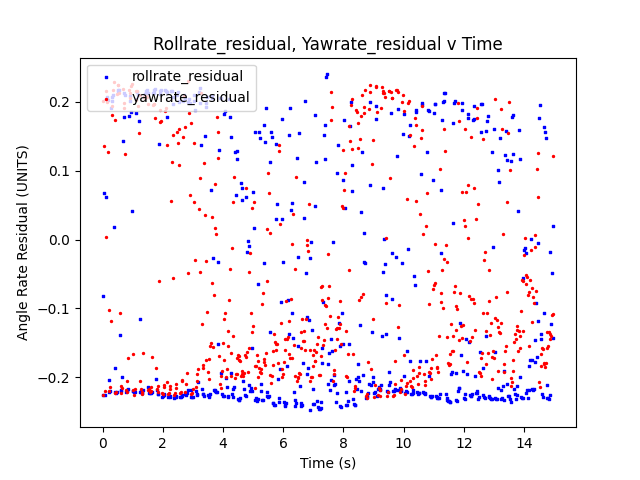 Rollrate_residual, Yawrate_residual v Time
rollrate_residual
yawrate_residual
Angle Rate Residual (UNITS)
0.2
0.1
0.0
−0.1
−0.2
0 2 4 6 8 10 12 14
Time (s)